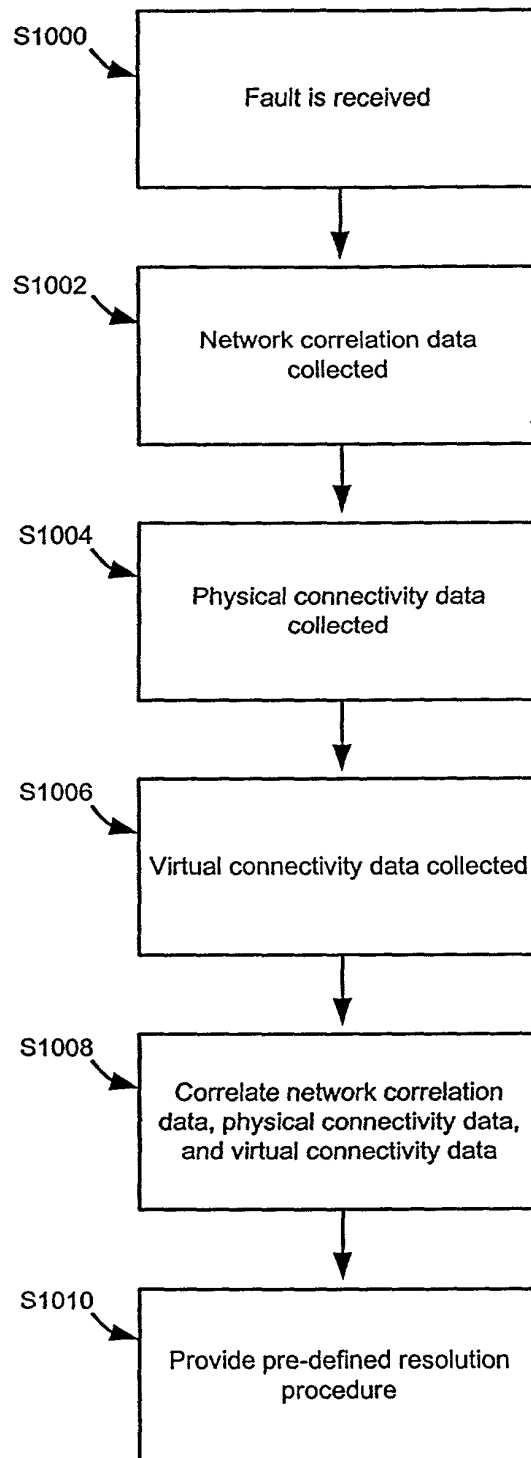 S1000
Fault is received
S1002
Network correlation data
collected
S1004
Physical connectivity data
collected
S1006
Virtual connectivity data collected
S1008
Correlate network correlation
data, physical connectivity data,
and virtual connectivity data
S1010
Provide pre-defined resolution
procedure